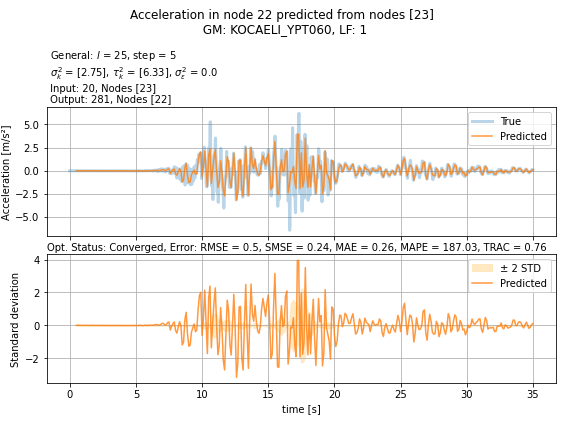 Acceleration in node 22 predicted from nodes [23]
GM: KOCAELI_YPT060, LF: 1
General: l = 25, step = 5
σ²ₖ = [2.75], τ²ₖ = [6.33], σ²ε = 0.0
Input: 20, Nodes [23]
Output: 281, Nodes [22]
Acceleration [m/s²]
5.0
2.5
0.0
−2.5
−5.0
True
Predicted
Opt. Status: Converged, Error: RMSE = 0.5, SMSE = 0.24, MAE = 0.26, MAPE = 187.03, TRAC = 0.76
Standard deviation
4
2
0
−2
± 2 STD
Predicted
0 5 10 15 20 25 30 35
time [s]